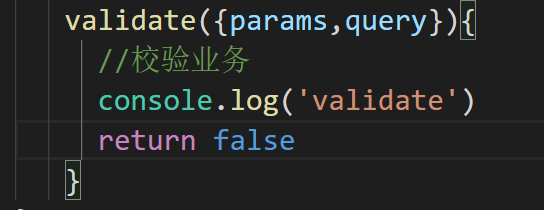 validate({params,query}){
//校验业务
console.log('validate')
return false
}